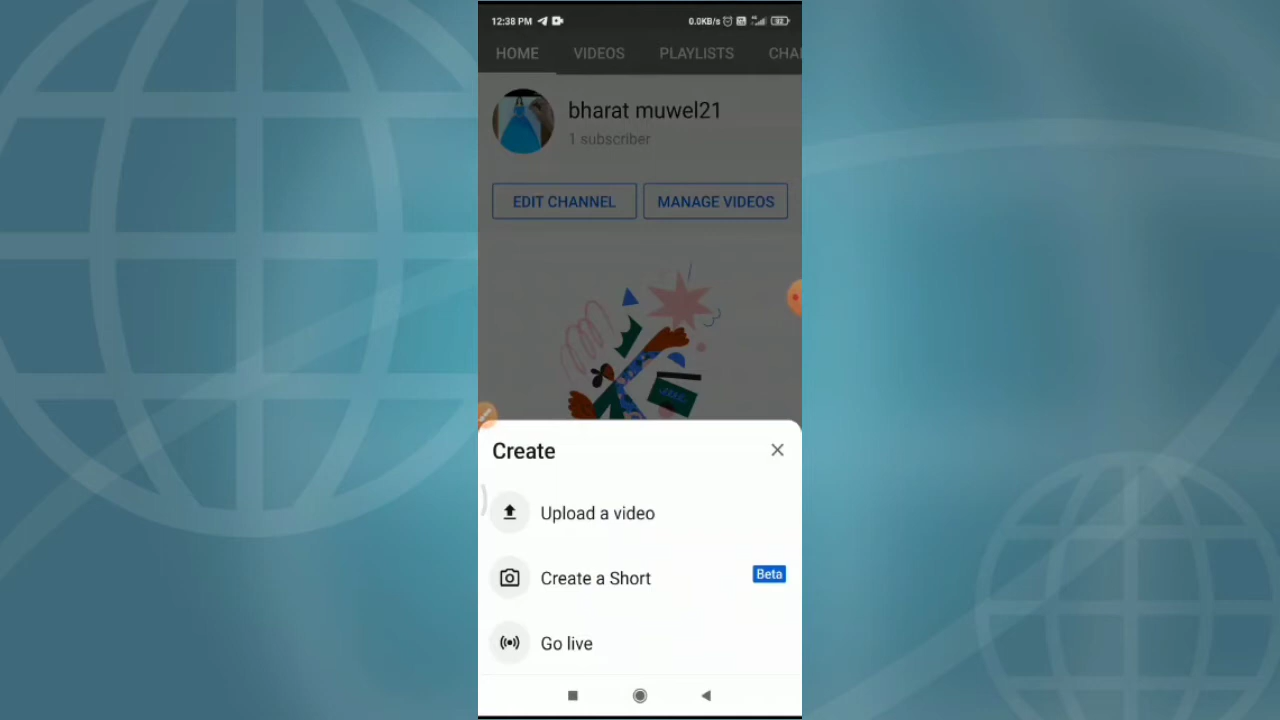 12:38 PM
0.0KB/s
HOME VIDEOS PLAYLISTS CHA
bharat muwel21
1 subscriber
EDIT CHANNEL MANAGE VIDEOS
Create
Upload a video
Create a Short Beta
Go live